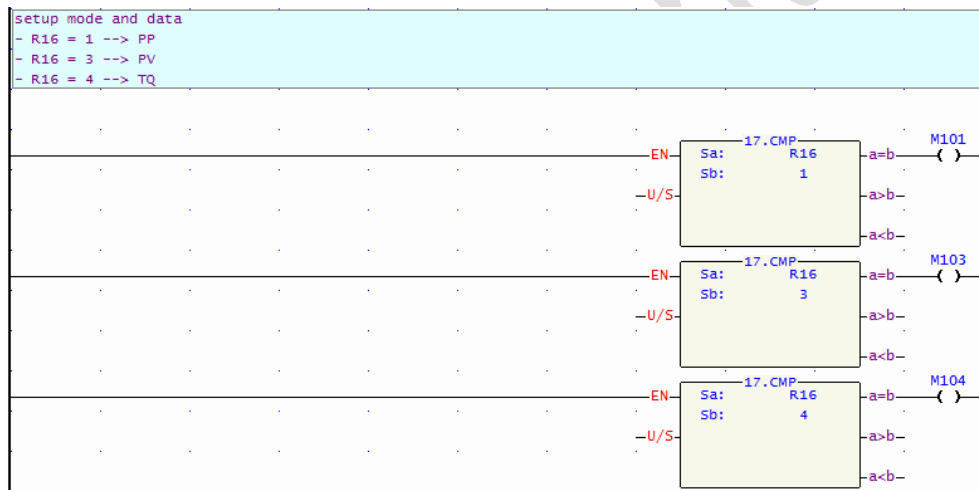 setup mode and data
- R16 = 1 --> PP
- R16 = 3 --> PV
- R16 = 4 --> TQ
17.CMP M101
EN Sa: R16 a=b ( )
Sb: 1
U/S a>b
a<b
17.CMP M103
EN Sa: R16 a=b ( )
Sb: 3
U/S a>b
a<b
17.CMP M104
EN Sa: R16 a=b ( )
Sb: 4
U/S a>b
a<b